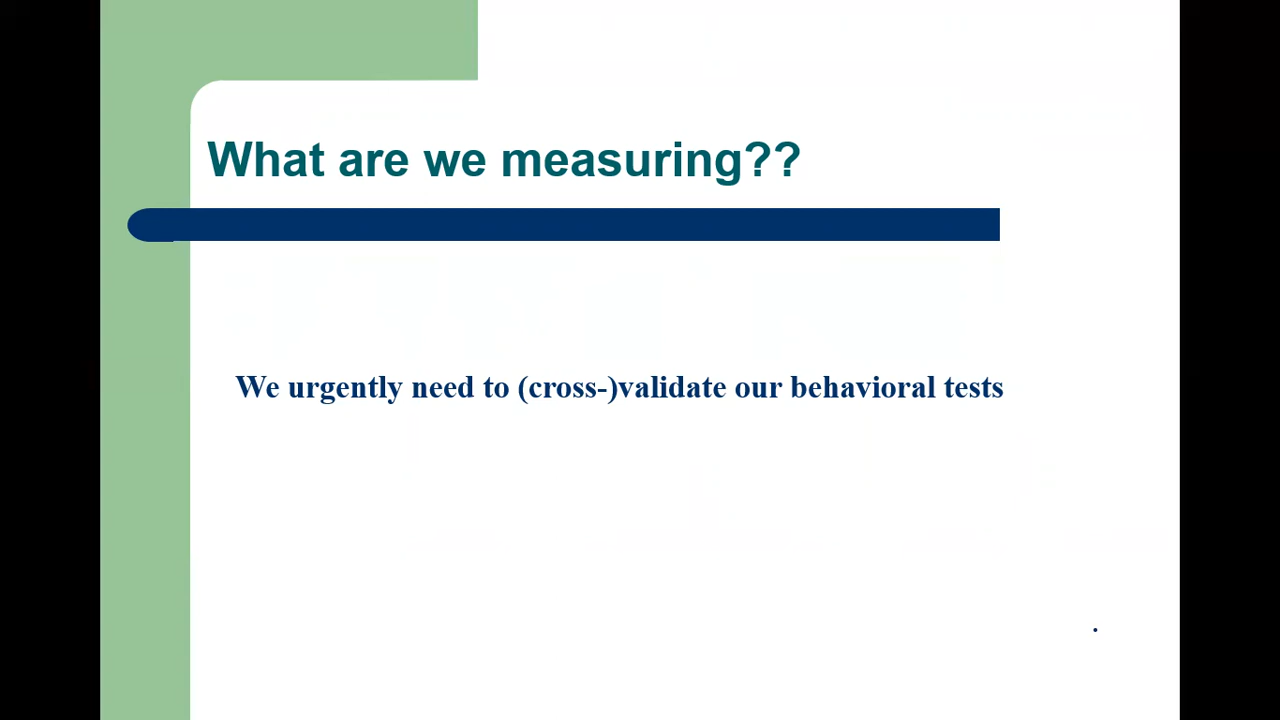 What are we measuring??
We urgently need to (cross-)validate our behavioral tests
.